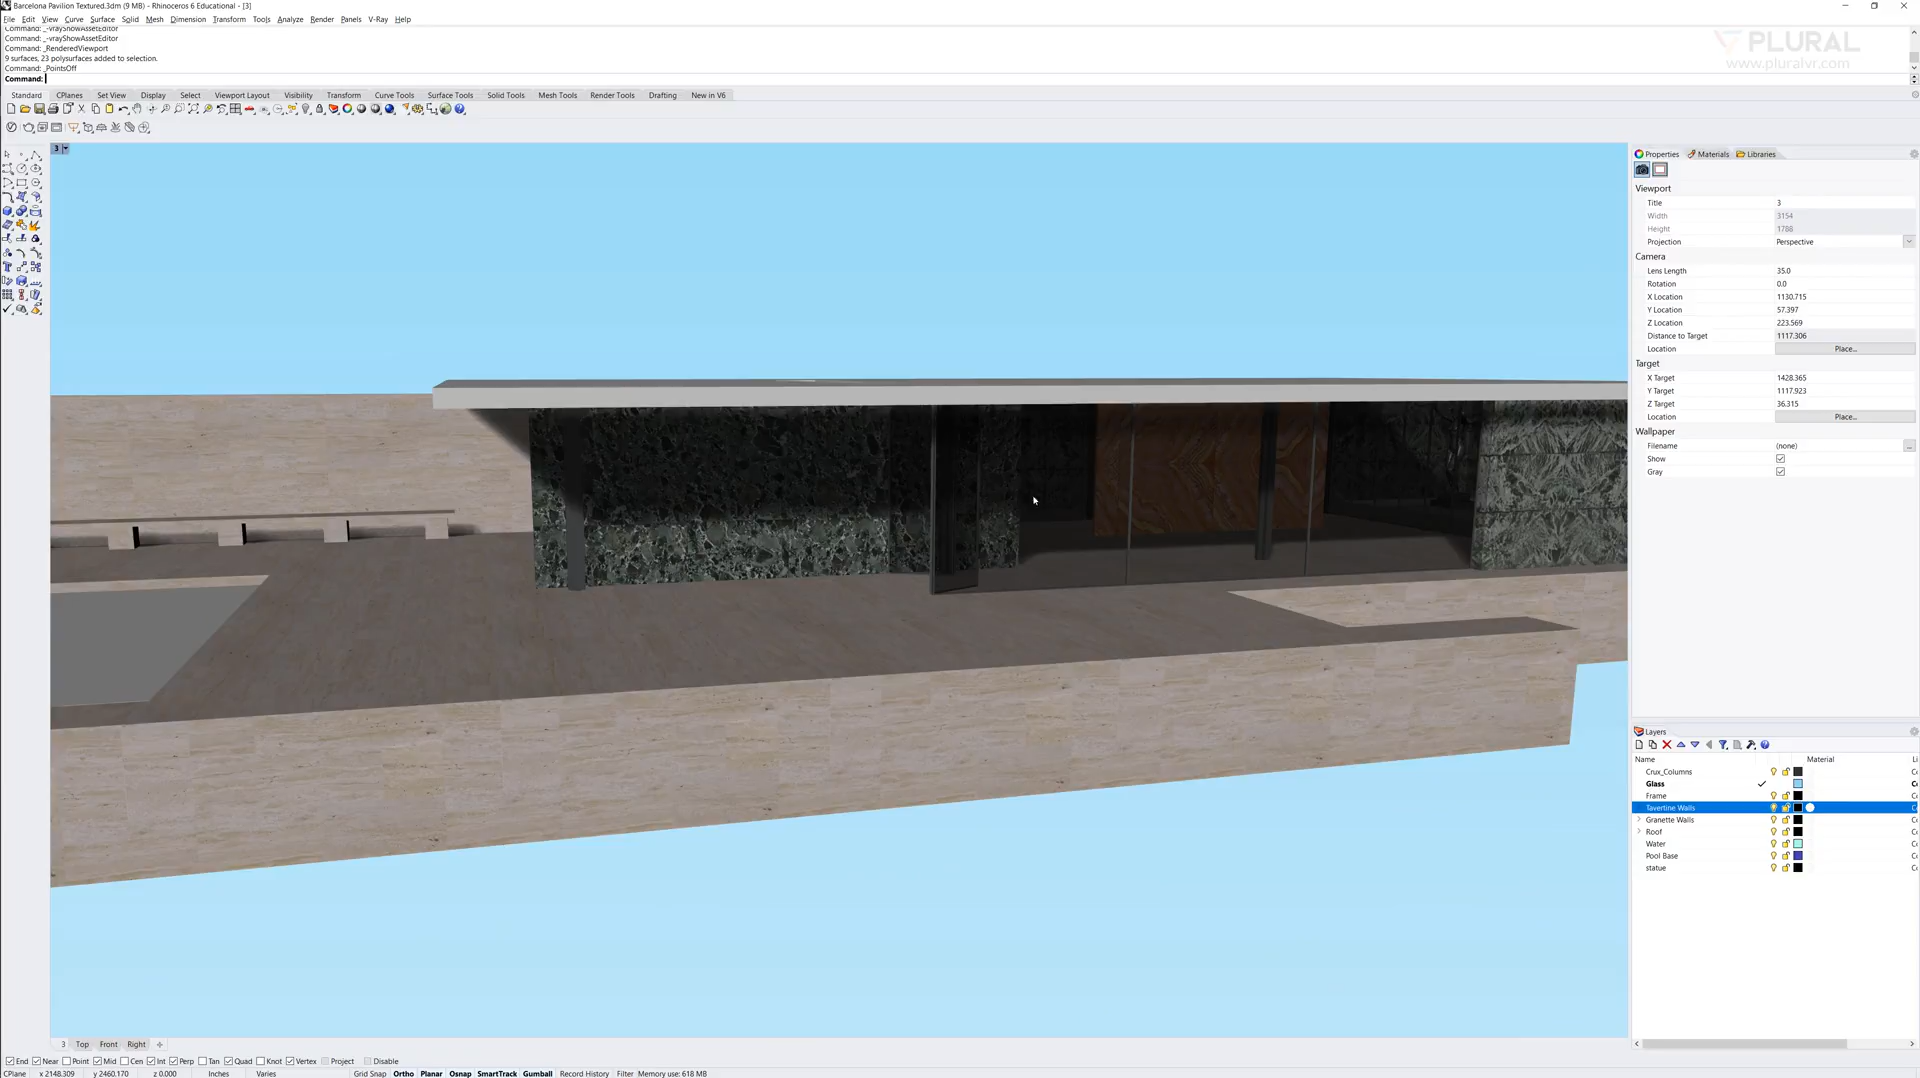 Barcelona Pavilion Textured.3dm (9 MB) - Rhinoceros 6 Educational - [3]
File Edit View Curve Surface Solid Mesh Dimension Transform Tools Analyze Render Panels V-Ray Help
Command: _-vrayShowAssetEditor
Command: _-vrayShowAssetEditor
Command: _RenderedViewport
9 surfaces, 23 polysurfaces added to selection.
Command: _PointsOff
Command:
PLURAL
www.pluralvr.com
Standard CPlanes Set View Display Select Viewport Layout Visibility Transform Curve Tools Surface Tools Solid Tools Mesh Tools Render Tools Drafting New in V6
3
Properties Materials Libraries
Viewport
Title 3
Width 3154
Height 1788
Projection Perspective
Camera
Lens Length 35.0
Rotation 0.0
X Location 1130.715
Y Location 57.397
Z Location 223.569
Distance to Target 1117.306
Location Place...
Target
X Target 1428.365
Y Target 1117.923
Z Target 36.315
Location Place...
Wallpaper
Filename (none) ...
Show
Gray
Layers
Name Material Li
Crux_Columns
Glass
Frame
Tavertine Walls
Granette Walls
Roof
Water
Pool Base
statue
3 Top Front Right
End Near Point Mid Cen Int Perp Tan Quad Knot Vertex Project Disable
CPlane x 2148.309 y 2460.170 z 0.000 Inches Varies Grid Snap Ortho Planar Osnap SmartTrack Gumball Record History Filter Memory use: 618 MB